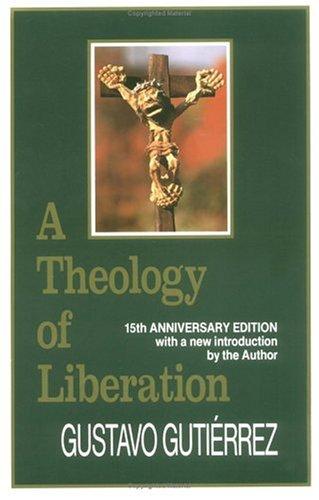 A
Theology
of
Liberation
15th ANNIVERSARY EDITION
with a new introduction
by the Author
GUSTAVO GUTIÉRREZ